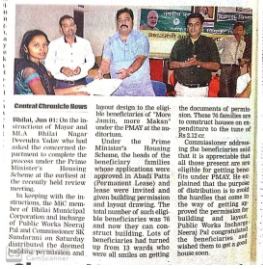 Central Chronicle News
Bhilai, Jun 01: On the in-
structions of Mayor and
MLA Bhilai Nagar
Devendra Yadav who had
asked the concerned de-
partment to complete the
process under the Prime
Minister's Housing
Scheme at the earliest at
the recently held review
meeting.
In keeping with the in-
structions, the MIC mem-
ber of Bhilai Municipal
Corporation and Incharge
of Public Works Neeraj
Pal and Commissioner SK
Sundarani on Saturday
distributed the deemed
building permission and
layout design to the elig-
ible beneficiaries of "More
Jamin, more Makan"
under the PMAY at the au-
ditorium.
Under the Prime
Minister's Housing
Scheme, the heads of the
beneficiary families
whose applications were
approved in Abadi Patta
(Permanent Lease) and
lease were invited and
given building permission
and layout drawing. The
total number of such eligi-
ble beneficiaries was 76
and now they can con-
struct building. Lots of
beneficiaries had turned
up from 13 wards who
were all smiles on getting
the documents of permis-
sion. These 76 families are
to construct houses on ex-
penditure to the tune of
Rs 2.12 cr.
Commissioner address-
ing the beneficiaries said
that it is appreciable that
all those present are
eligible for getting bene-
fits under PMAY. He ex-
plained that the purpose
of distribution is to avoid
the hurdles that come in
the way of getting ap-
proved the permission for
building and layout.
Public Works Incharge
Neeraj Pal congratulated
the beneficiaries and
wished them to get a good
house soon.